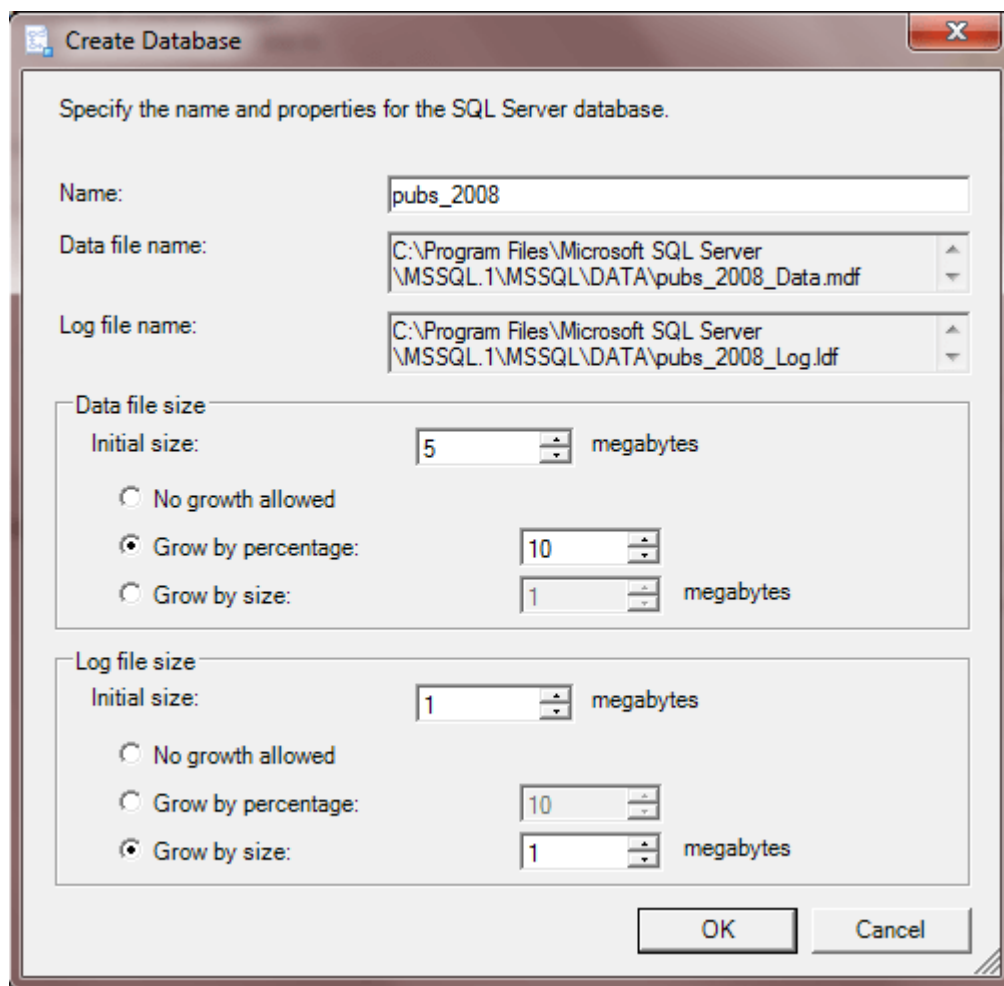 Create Database
Specify the name and properties for the SQL Server database.
Name: pubs_2008
Data file name: C:\Program Files\Microsoft SQL Server
\MSSQL.1\MSSQL\DATA\pubs_2008_Data.mdf
Log file name: C:\Program Files\Microsoft SQL Server
\MSSQL.1\MSSQL\DATA\pubs_2008_Log.ldf
Data file size
Initial size: 5 megabytes
No growth allowed
Grow by percentage: 10
Grow by size: 1 megabytes
Log file size
Initial size: 1 megabytes
No growth allowed
Grow by percentage: 10
Grow by size: 1 megabytes
OK Cancel